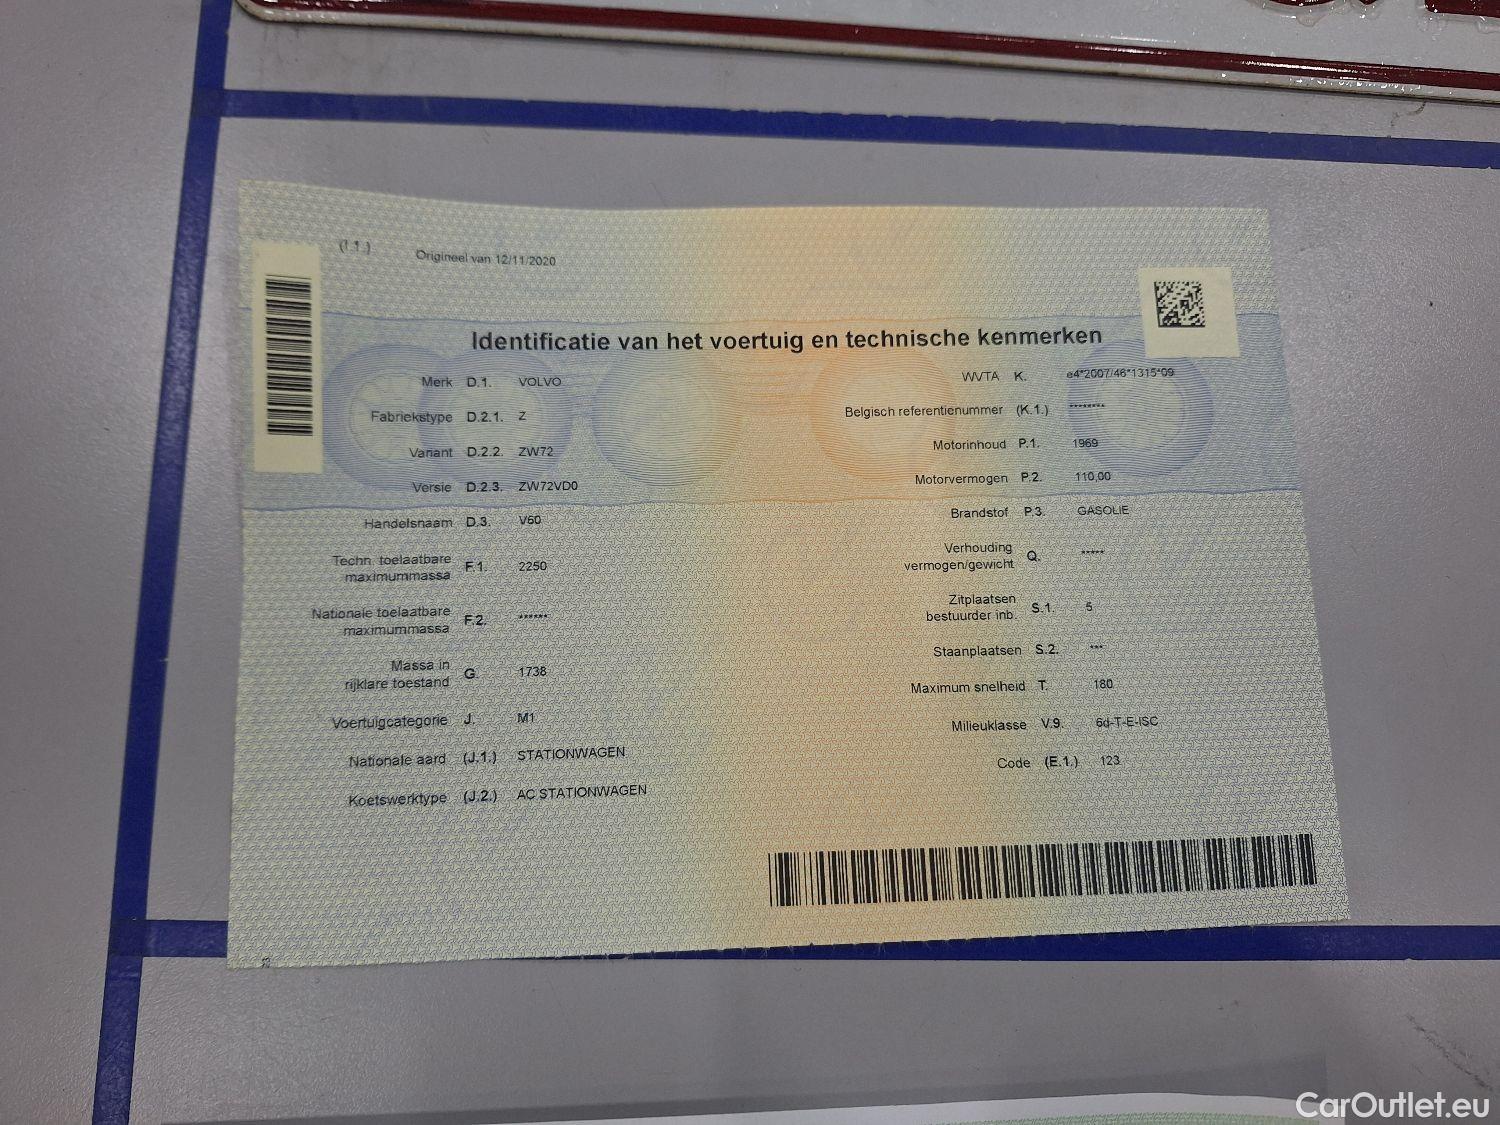 (I.1.) Origineel van 12/11/2020
Identificatie van het voertuig en technische kenmerken
Merk D.1. VOLVO
Fabriekstype D.2.1. Z
Variant D.2.2. ZW72
Versie D.2.3. ZW72VD0
Handelsnaam D.3. V60
Techn. toelaatbare
maximummassa F.1. 2250
Nationale toelaatbare
maximummassa F.2. ******
Massa in
rijklare toestand G. 1738
Voertuigcategorie J. M1
Nationale aard (J.1.) STATIONWAGEN
Koetswerktype (J.2.) AC STATIONWAGEN
WVTA K. e4*2007/46*1315*09
Belgisch referentienummer (K.1.) ********
Motorinhoud P.1. 1969
Motorvermogen P.2. 110,00
Brandstof P.3. GASOLIE
Verhouding
vermogen/gewicht Q. *****
Zitplaatsen
bestuurder inb. S.1. 5
Staanplaatsen S.2. ***
Maximum snelheid T. 180
Milieuklasse V.9. 6d-T-E-ISC
Code (E.1.) 123
CarOutlet.eu